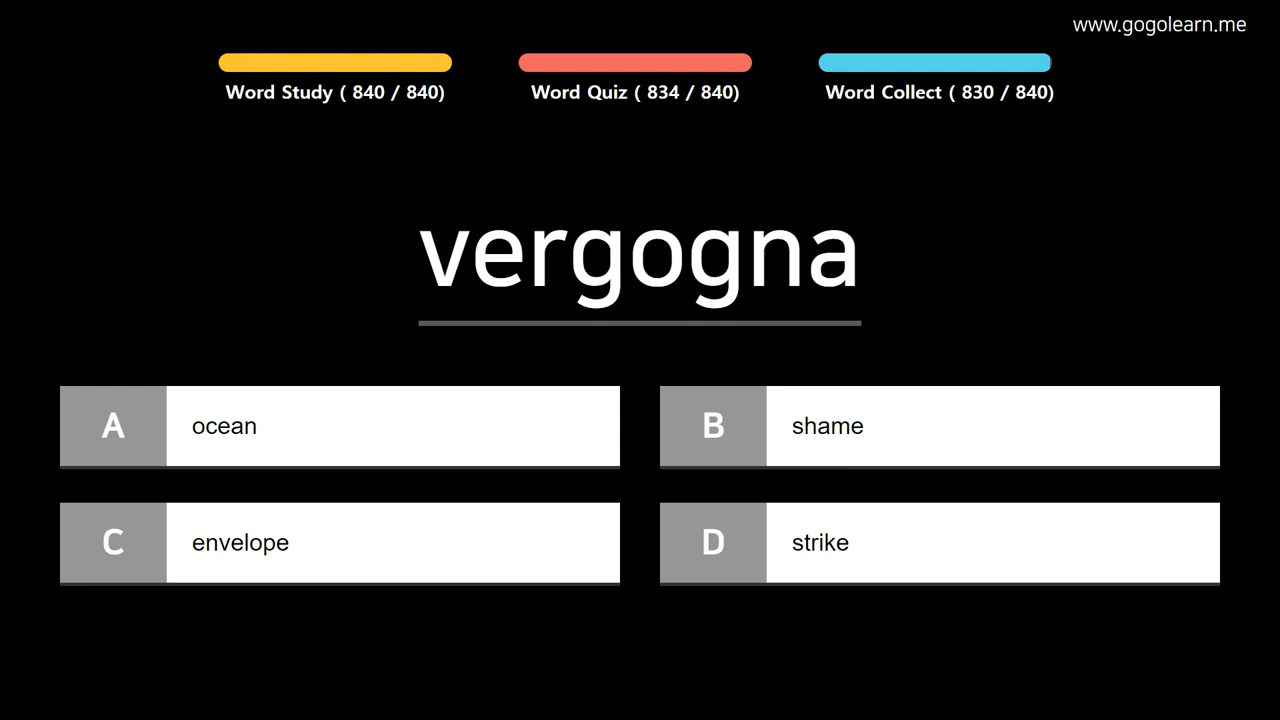 www.gogolearn.me
Word Study ( 840 / 840)
Word Quiz ( 834 / 840)
Word Collect ( 830 / 840)
vergogna
A ocean
B shame
C envelope
D strike